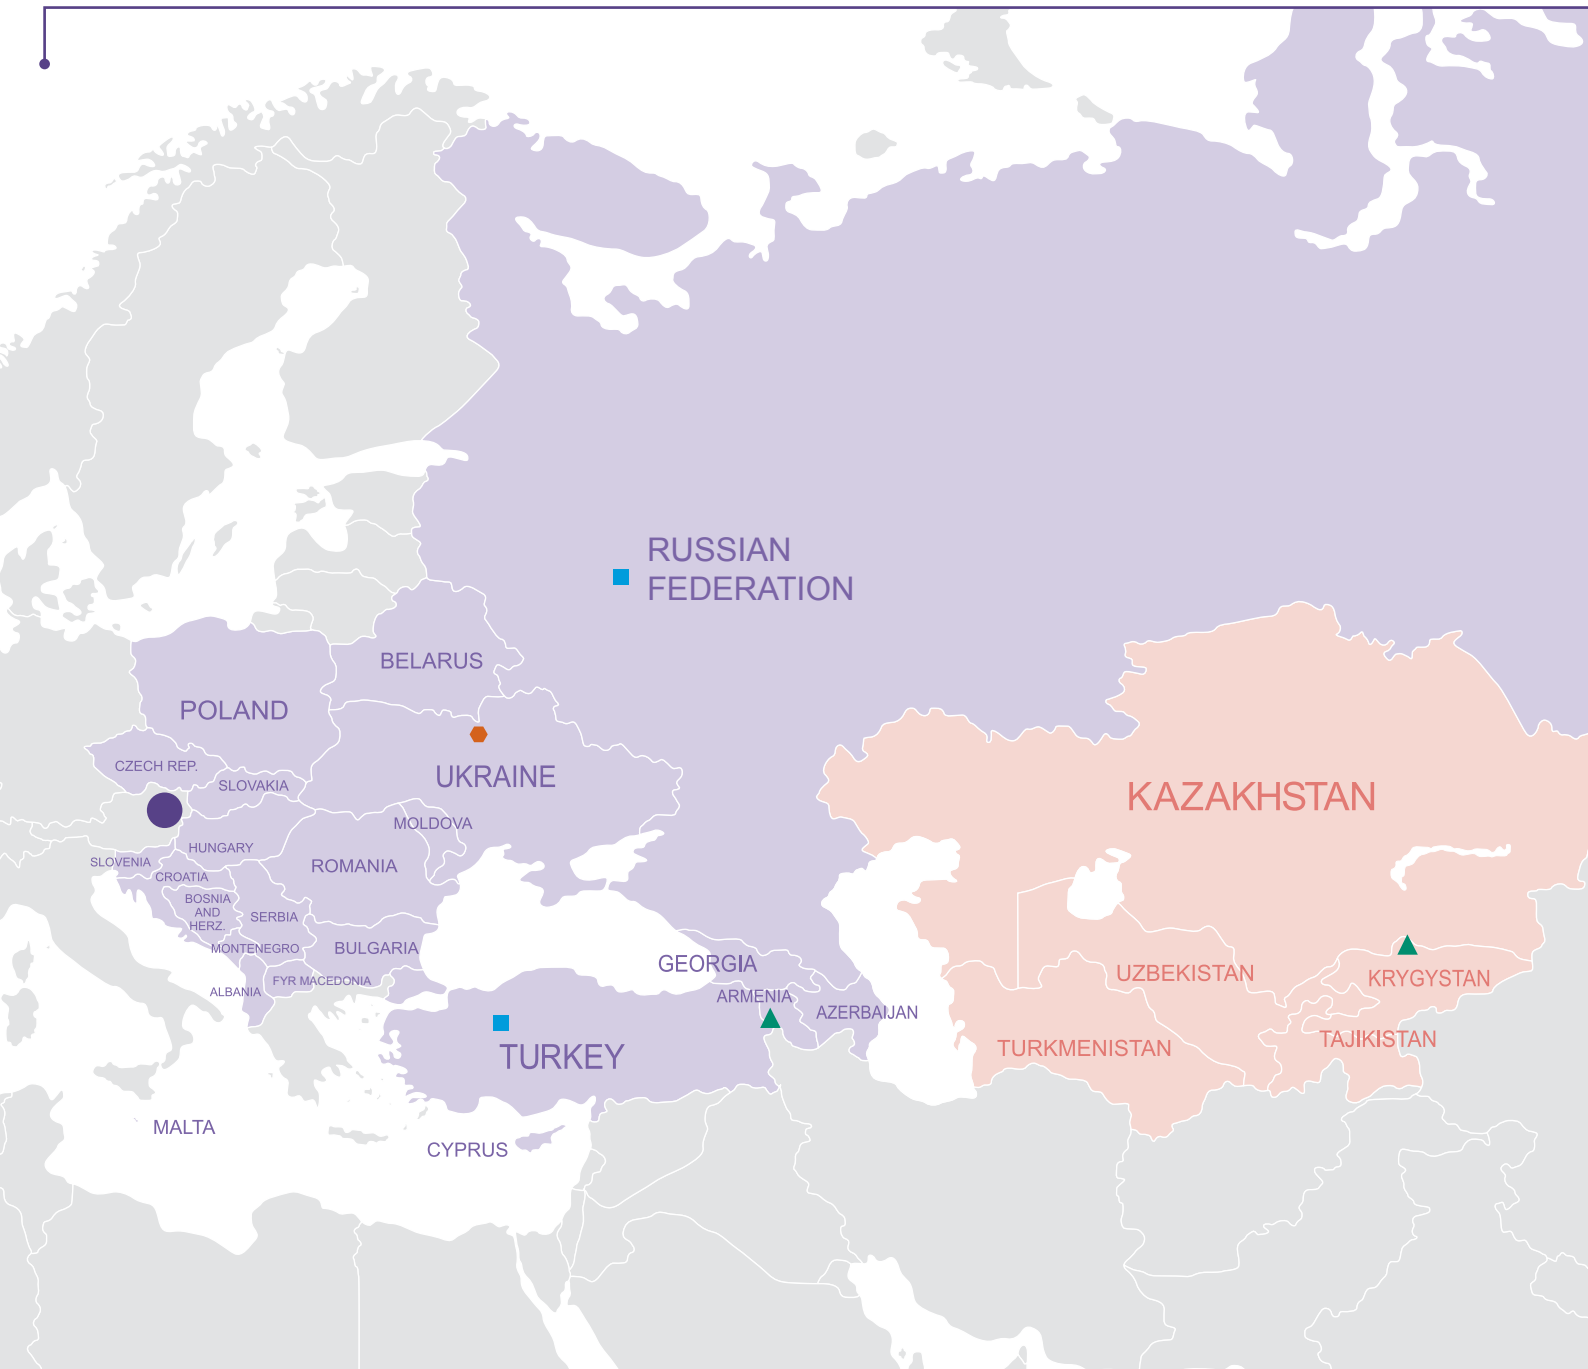 RUSSIAN
FEDERATION
BELARUS
POLAND
CZECH REP.
SLOVAKIA
UKRAINE
KAZAKHSTAN
MOLDOVA
HUNGARY
SLOVENIA
ROMANIA
CROATIA
BOSNIA
AND
HERZ.
SERBIA
MONTENEGRO
BULGARIA
GEORGIA
UZBEKISTAN
KRYGYSTAN
FYR MACEDONIA
ALBANIA
ARMENIA
AZERBAIJAN
TAJIKISTAN
TURKMENISTAN
TURKEY
MALTA
CYPRUS